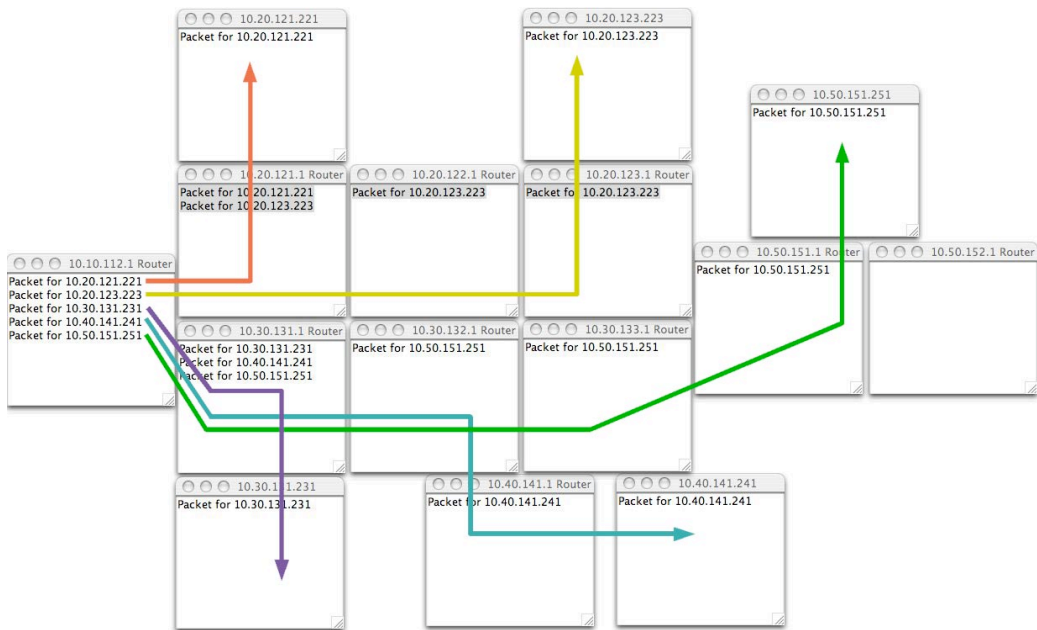 10.20.121.221
Packet for 10.20.121.221
10.20.123.223
Packet for 10.20.123.223
10.50.151.251
Packet for 10.50.151.251
10.20.121.1 Router
Packet for 10.20.121.221
Packet for 10.20.123.223
10.20.122.1 Router
Packet for 10.20.123.223
10.20.123.1 Router
Packet for 10.20.123.223
10.50.151.1 Router
Packet for 10.50.151.251
10.50.152.1 Router
10.10.112.1 Router
Packet for 10.20.121.221
Packet for 10.20.123.223
Packet for 10.30.131.231
Packet for 10.40.141.241
Packet for 10.50.151.251
10.30.131.1 Router
Packet for 10.30.131.231
Packet for 10.40.141.241
Packet for 10.50.151.251
10.30.132.1 Router
Packet for 10.50.151.251
10.30.133.1 Router
Packet for 10.50.151.251
10.30.131.231
Packet for 10.30.131.231
10.40.141.1 Router
Packet for 10.40.141.241
10.40.141.241
Packet for 10.40.141.241